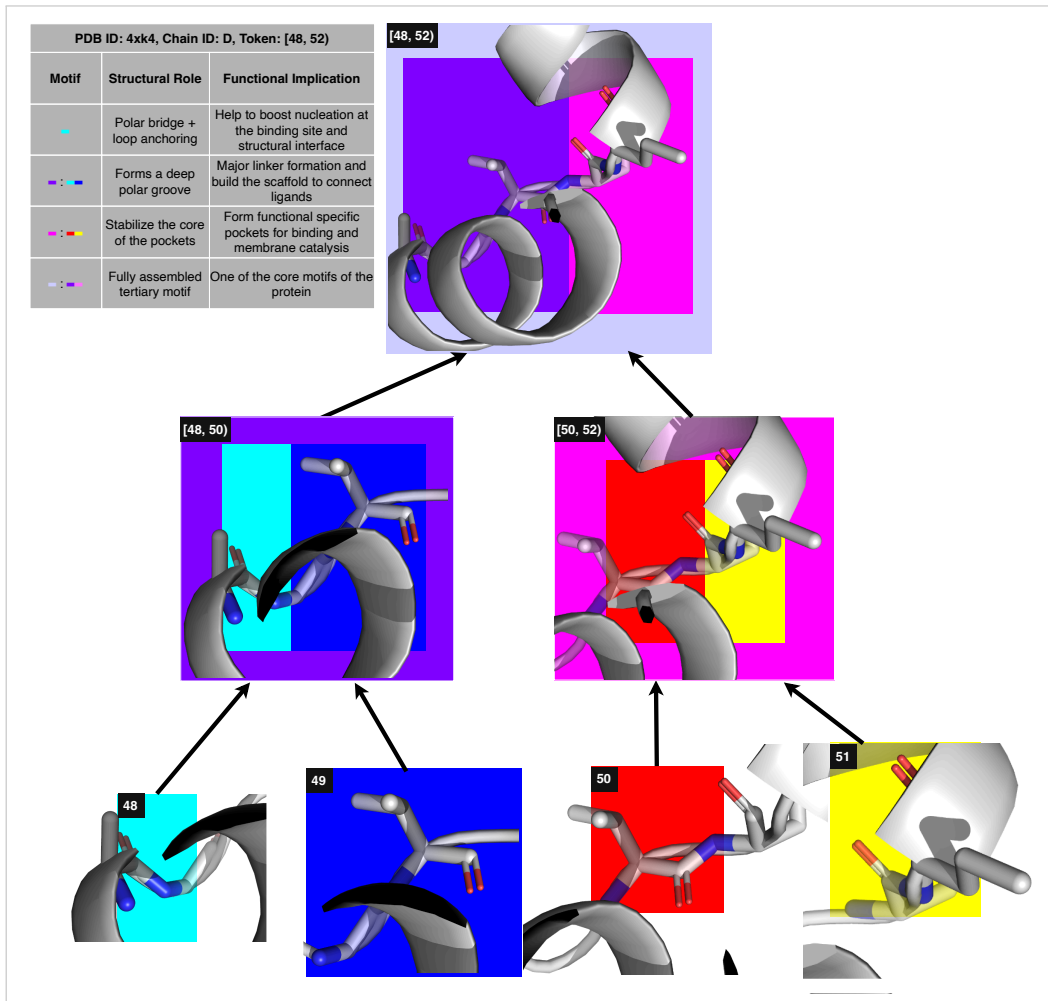 PDB ID: 4xk4, Chain ID: D, Token: [48, 52)
Motif
Structural Role
Functional Implication
Polar bridge +
loop anchoring
Help to boost nucleation at
the binding site and
structural interface
:
Forms a deep
polar groove
Major linker formation and
build the scaffold to connect
ligands
:
Stabilize the core
of the pockets
Form functional specific
pockets for binding and
membrane catalysis
:
Fully assembled
tertiary motif
One of the core motifs of the
protein
[48, 52)
[48, 50)
[50, 52)
48
49
50
51